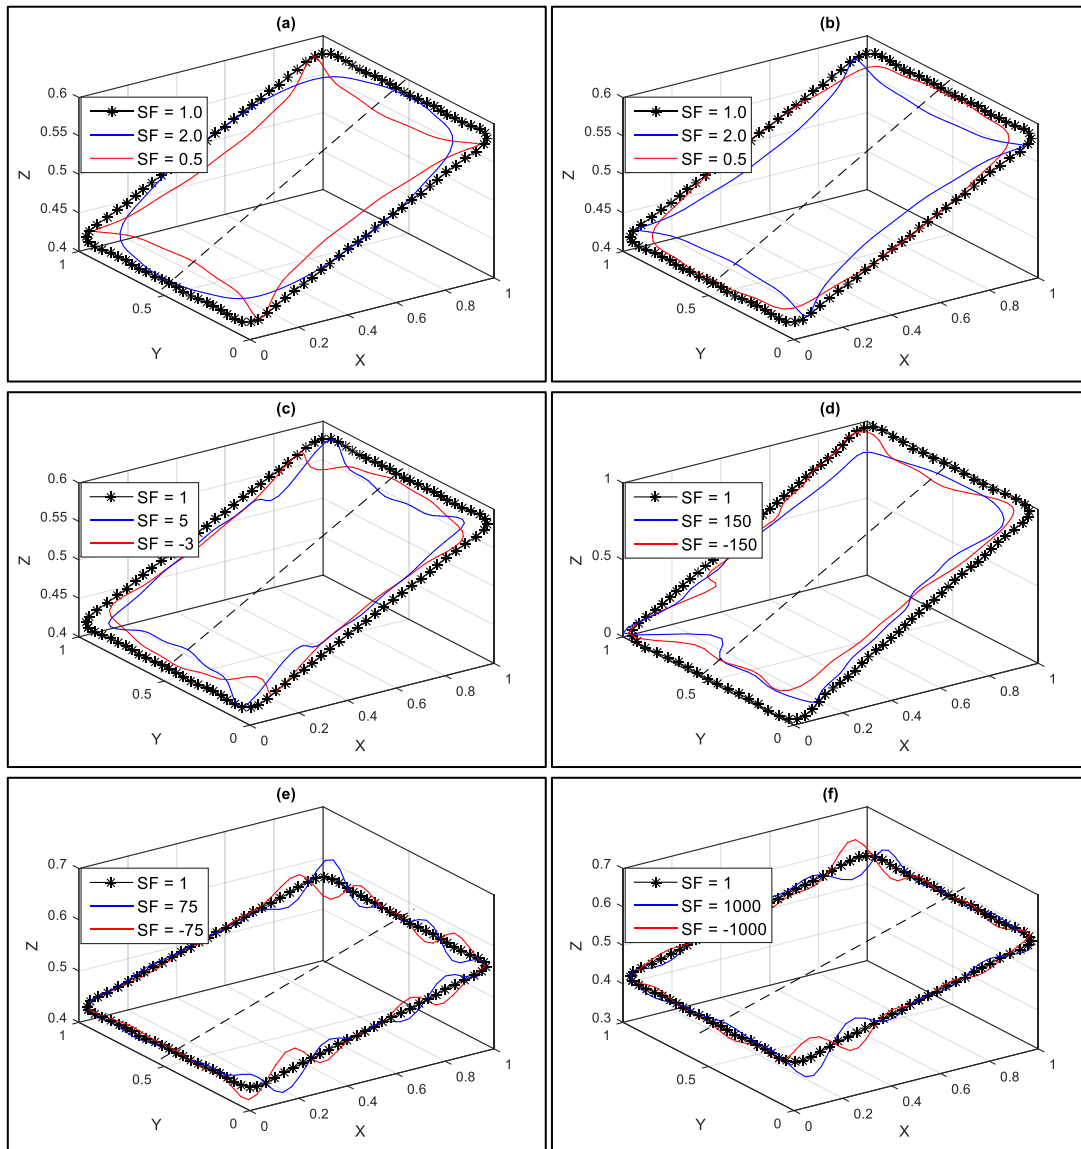 (a)
SF = 1.0
SF = 2.0
SF = 0.5
0.6
0.55
0.5
0.45
0.4
Z
1
0.5
0
Y
0
0.2
0.4
0.6
0.8
1
X
(b)
SF = 1.0
SF = 2.0
SF = 0.5
0.6
0.55
0.5
0.45
0.4
Z
1
0.5
0
Y
0
0.2
0.4
0.6
0.8
1
X
(c)
SF = 1
SF = 5
SF = -3
0.6
0.55
0.5
0.45
0.4
Z
1
0.5
0
Y
0
0.2
0.4
0.6
0.8
1
X
(d)
SF = 1
SF = 150
SF = -150
1
0.5
0
Z
1
0.5
0
Y
0
0.2
0.4
0.6
0.8
1
X
(e)
SF = 1
SF = 75
SF = -75
0.7
0.6
0.5
0.4
Z
1
0.5
0
Y
0
0.2
0.4
0.6
0.8
1
X
(f)
SF = 1
SF = 1000
SF = -1000
0.7
0.6
0.5
0.4
0.3
Z
1
0.5
0
Y
0
0.2
0.4
0.6
0.8
1
X